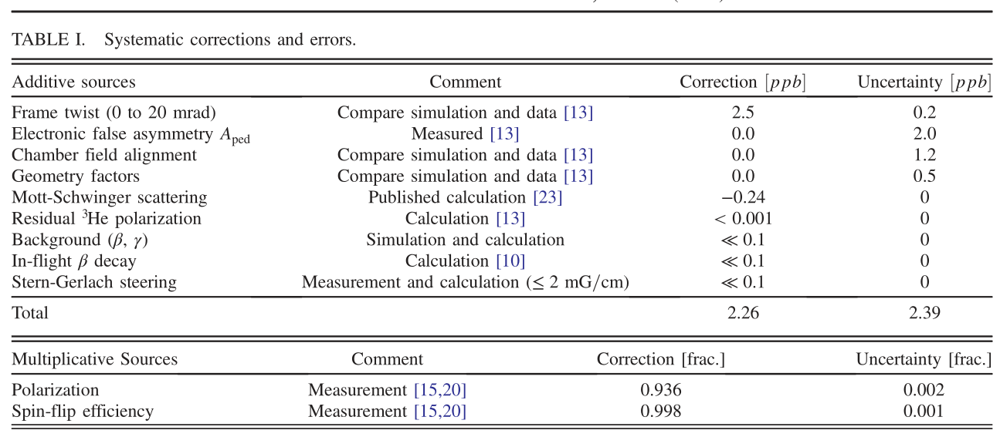 TABLE I. Systematic corrections and errors.
Additive sources Comment Correction [ppb] Uncertainty [ppb]
Frame twist (0 to 20 mrad) Compare simulation and data [13] 2.5 0.2
Electronic false asymmetry Aped Measured [13] 0.0 2.0
Chamber field alignment Compare simulation and data [13] 0.0 1.2
Geometry factors Compare simulation and data [13] 0.0 0.5
Mott-Schwinger scattering Published calculation [23] −0.24 0
Residual ³He polarization Calculation [13] < 0.001 0
Background (β, γ) Simulation and calculation ≪ 0.1 0
In-flight β decay Calculation [10] ≪ 0.1 0
Stern-Gerlach steering Measurement and calculation (≤ 2 mG/cm) ≪ 0.1 0
Total 2.26 2.39
Multiplicative Sources Comment Correction [frac.] Uncertainty [frac.]
Polarization Measurement [15,20] 0.936 0.002
Spin-flip efficiency Measurement [15,20] 0.998 0.001